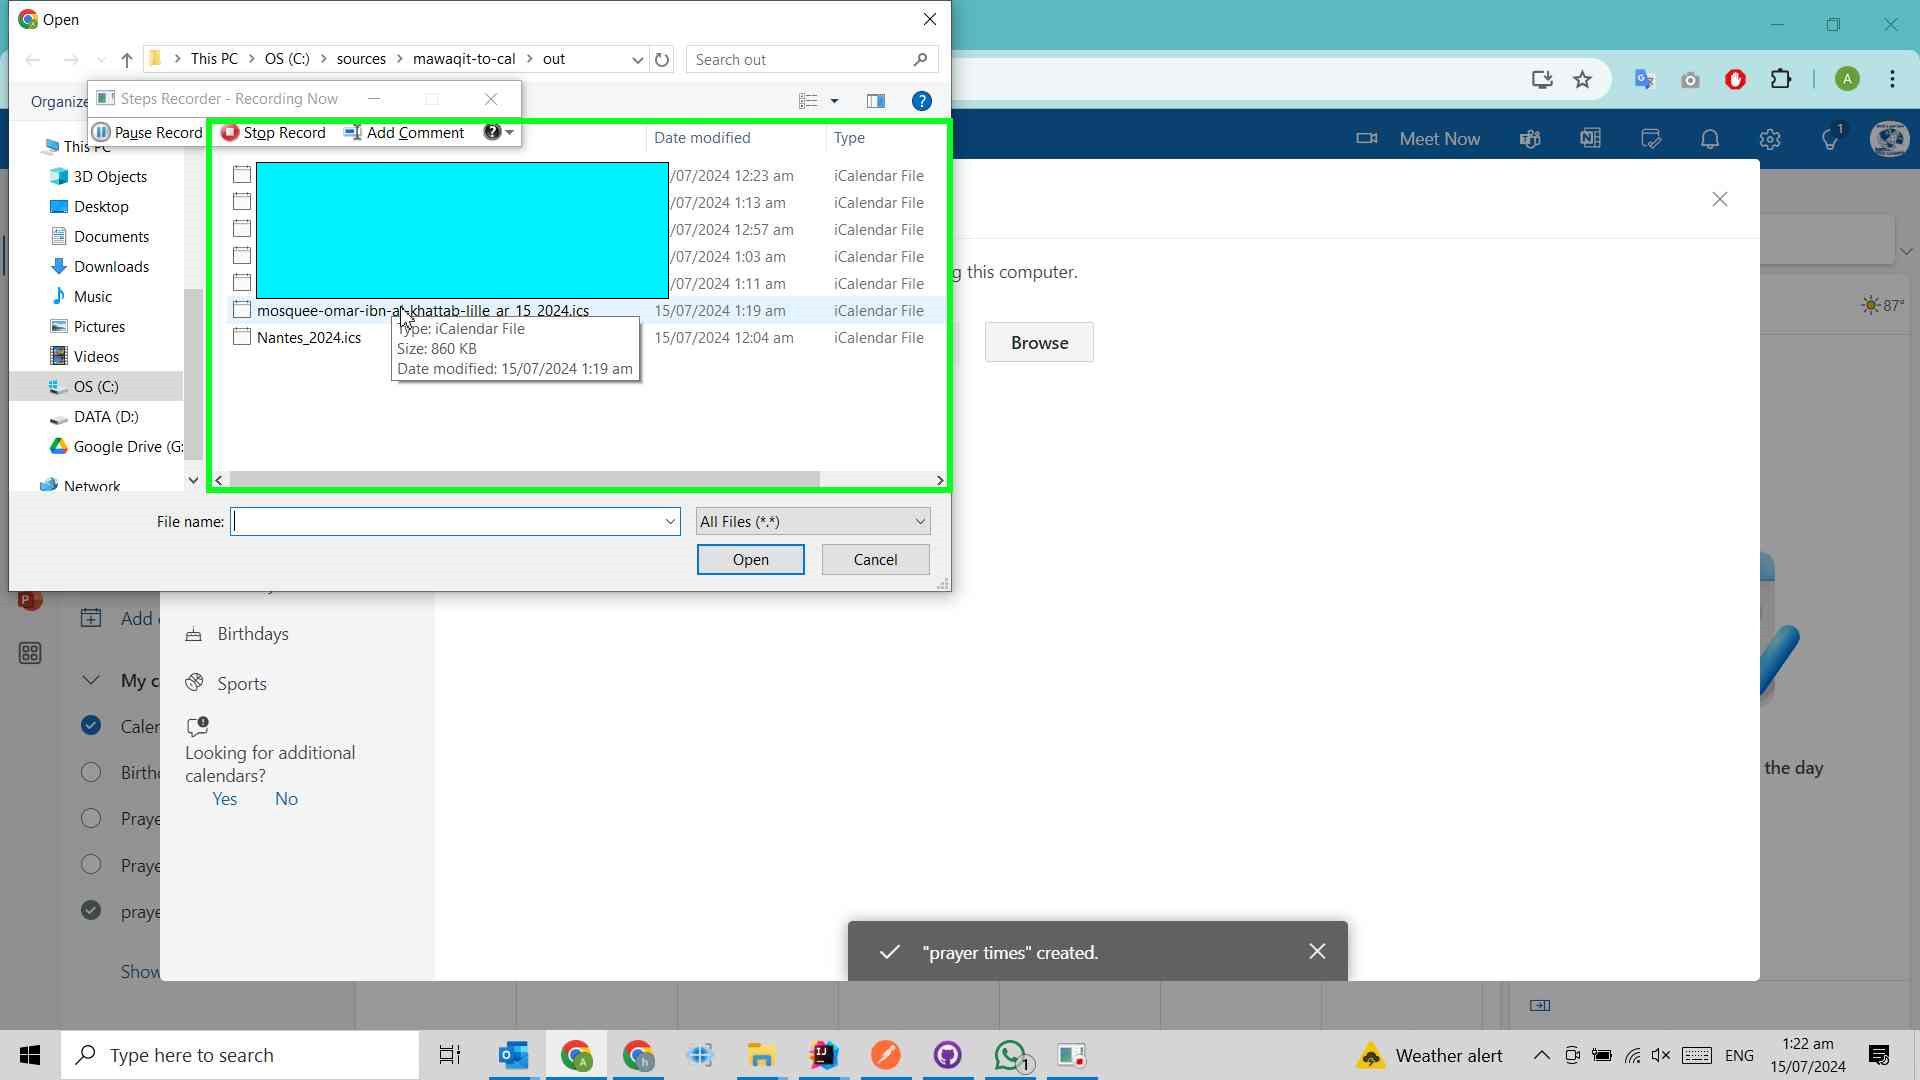 Open
This PC > OS (C:) > sources > mawaqit-to-cal > out
Search out
Organize
Steps Recorder - Recording Now
Pause Record
Stop Record
Add Comment
?
Date modified
Type
This PC
3D Objects
Desktop
Documents
Downloads
Music
Pictures
Videos
OS (C:)
DATA (D:)
Google Drive (G:
Network
/07/2024 12:23 am iCalendar File
/07/2024 1:13 am iCalendar File
/07/2024 12:57 am iCalendar File
/07/2024 1:03 am iCalendar File
/07/2024 1:11 am iCalendar File
mosquee-omar-ibn-al-khattab-lille_ar_15_2024.ics 15/07/2024 1:19 am iCalendar File
Nantes_2024.ics 15/07/2024 12:04 am iCalendar File
Type: iCalendar File
Size: 860 KB
Date modified: 15/07/2024 1:19 am
File name:
All Files (*.*)
Open
Cancel
A
Meet Now
1
g this computer.
Browse
87°
Add
Birthdays
Sports
Looking for additional
calendars?
Yes No
My c
Caler
Birth
Praye
Praye
praye
Show
the day
"prayer times" created.
Type here to search
1
Weather alert
ENG
1:22 am
15/07/2024